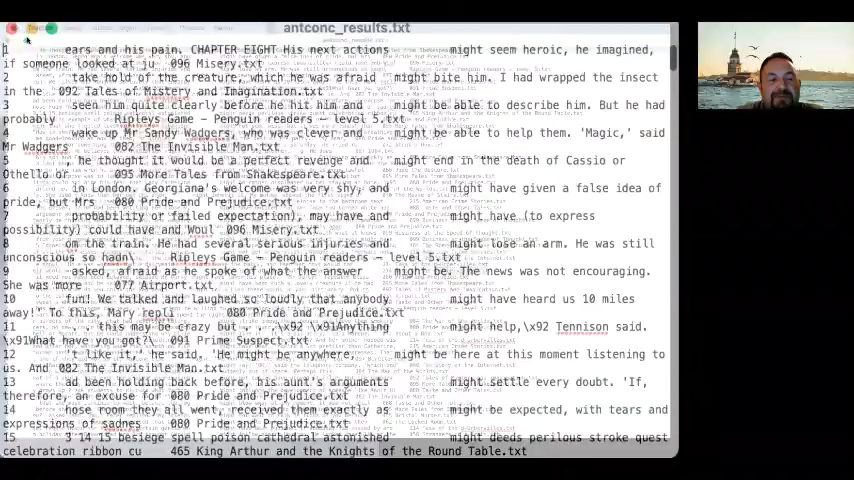 antconc_results.txt
1 ears and his pain. CHAPTER EIGHT His next actions might seem heroic, he imagined,
if someone looked at ju 096 Misery.txt
2 take hold of the creature, which he was afraid might bite him. I had wrapped the insect
in the 092 Tales of Mistery and Imagination.txt
3 seen him quite clearly before he hit him and might be able to describe him. But he had
probably Ripleys Game - Penguin readers - level 5.txt
4 wake up Mr Sandy Wadgers, who was clever and might be able to help them. 'Magic,' said
Mr Wadgers 082 The Invisible Man.txt
5 , he thought it would be a perfect revenge and might end in the death of Cassio or
Othello or 095 More Tales from Shakespeare.txt
6 in London. Georgiana's welcome was very shy, and might have given a false idea of
pride, but Mrs 080 Pride and Prejudice.txt
7 probability or failed expectation), may have and might have (to express
possibility) could have and Woul 096 Misery.txt
8 om the train. He had several serious injuries and might lose an arm. He was still
unconscious so hadn\ Ripleys Game - Penguin readers - level 5.txt
9 asked, afraid as he spoke of what the answer might be. The news was not encouraging.
She was more 077 Airport.txt
10 fun! We talked and laughed so loudly that anybody might have heard us 10 miles
away!' To this, Mary repli 080 Pride and Prejudice.txt
11 . . this may be crazy but . . .\x92 \x91Anything might help,\x92 Tennison said.
\x91What have you got?\ 091 Prime Suspect.txt
12 't like it,' he said. 'He might be anywhere, might be here at this moment listening to
us. And 082 The Invisible Man.txt
13 ad been holding back before, his aunt's arguments might settle every doubt. 'If,
therefore, an excuse for 080 Pride and Prejudice.txt
14 hose room they all went, received them exactly as might be expected, with tears and
expressions of sadnes 080 Pride and Prejudice.txt
15 3 14 15 besiege spell poison cathedral astonished might deeds perilous stroke quest
celebration ribbon cu 465 King Arthur and the Knights of the Round Table.txt